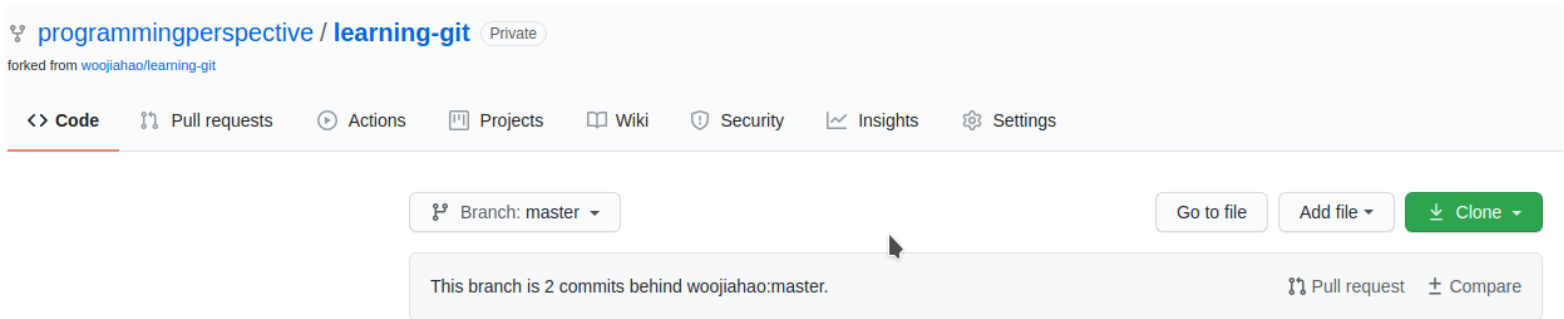 programmingperspective / learning-git Private
forked from woojiahao/learning-git
<> Code Pull requests Actions Projects Wiki Security Insights Settings
Branch: master Go to file Add file Clone
This branch is 2 commits behind woojiahao:master. Pull request Compare